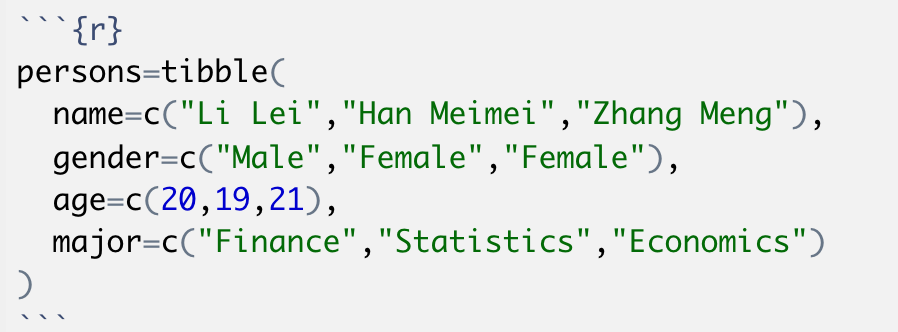 ```{r}
persons=tibble(
  name=c("Li Lei","Han Meimei","Zhang Meng"),
  gender=c("Male","Female","Female"),
  age=c(20,19,21),
  major=c("Finance","Statistics","Economics")
)
```